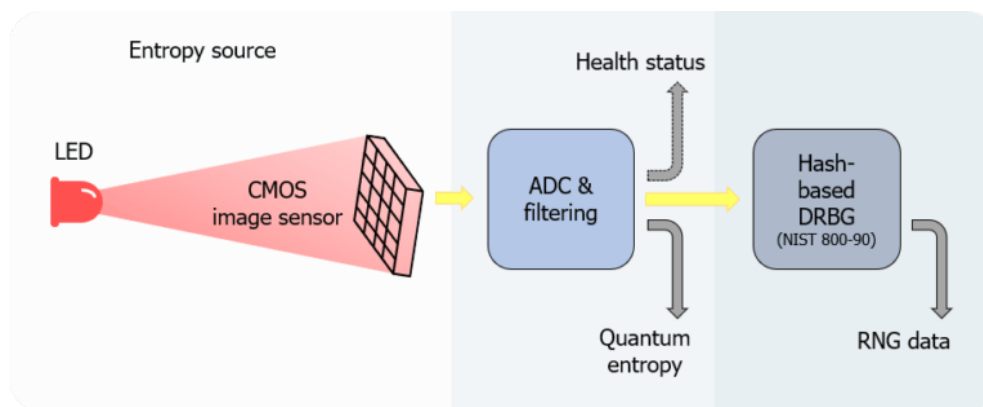 Entropy source
Health status
LED
CMOS
image sensor
ADC &
filtering
Hash-
based
DRBG
(NIST 800-90)
Quantum
entropy
RNG data